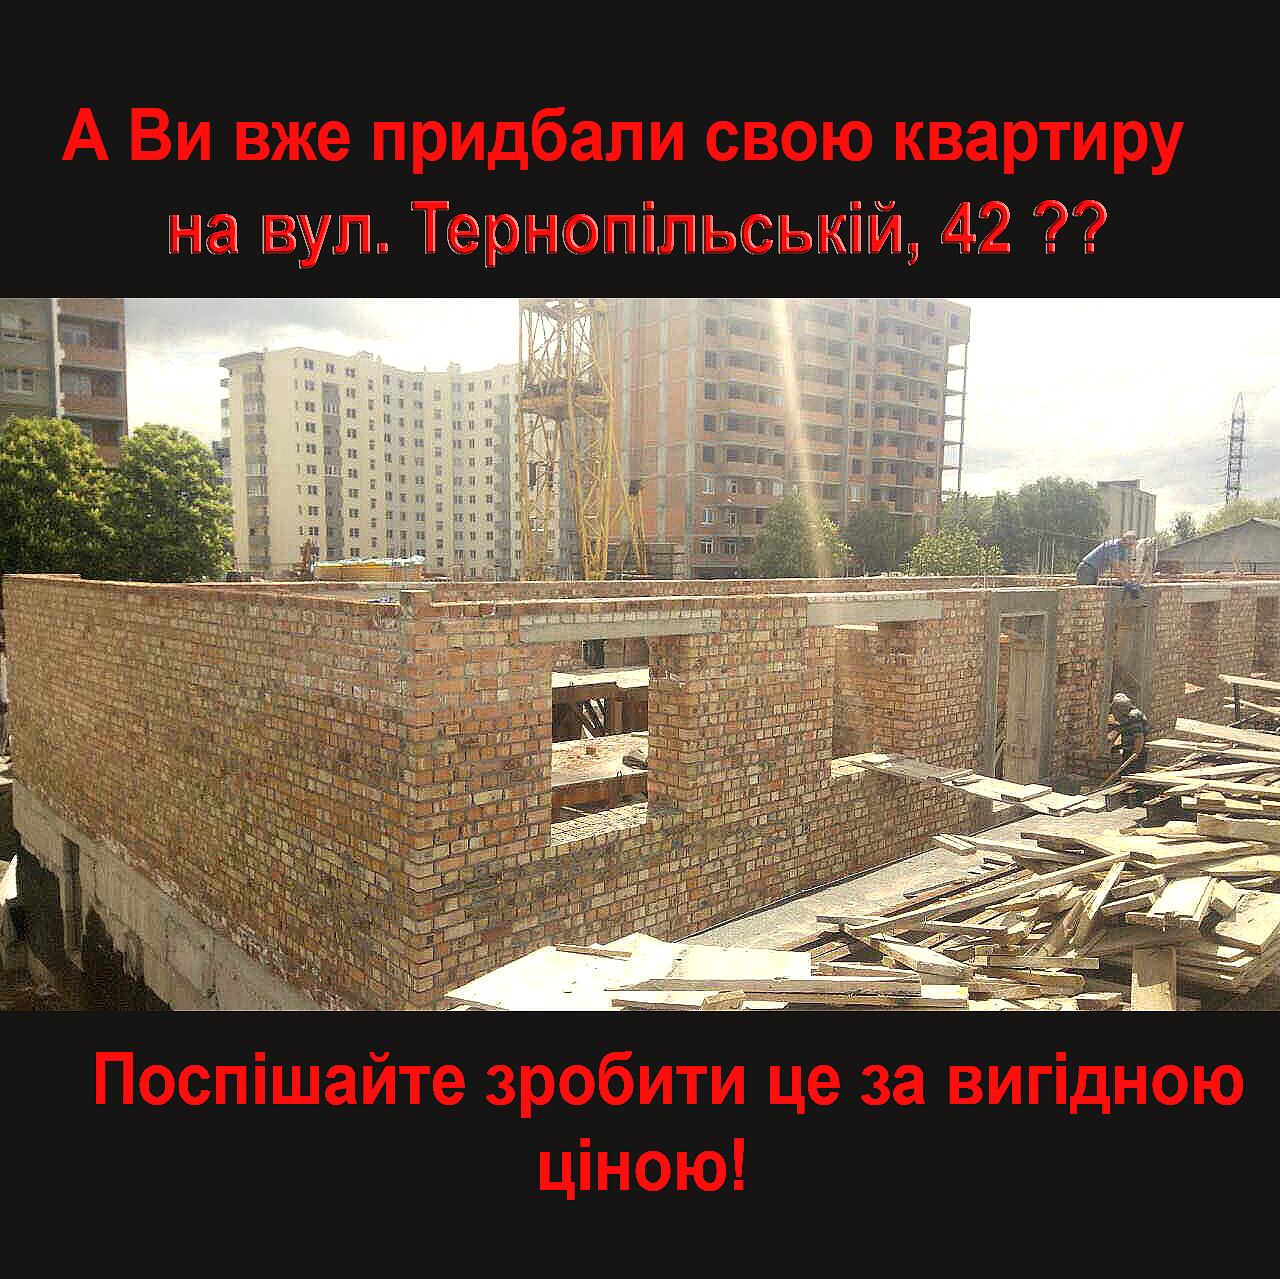 А Ви вже придбали свою квартиру
на вул. Тернопільській, 42 ??
Поспішайте зробити це за вигідною
ціною!